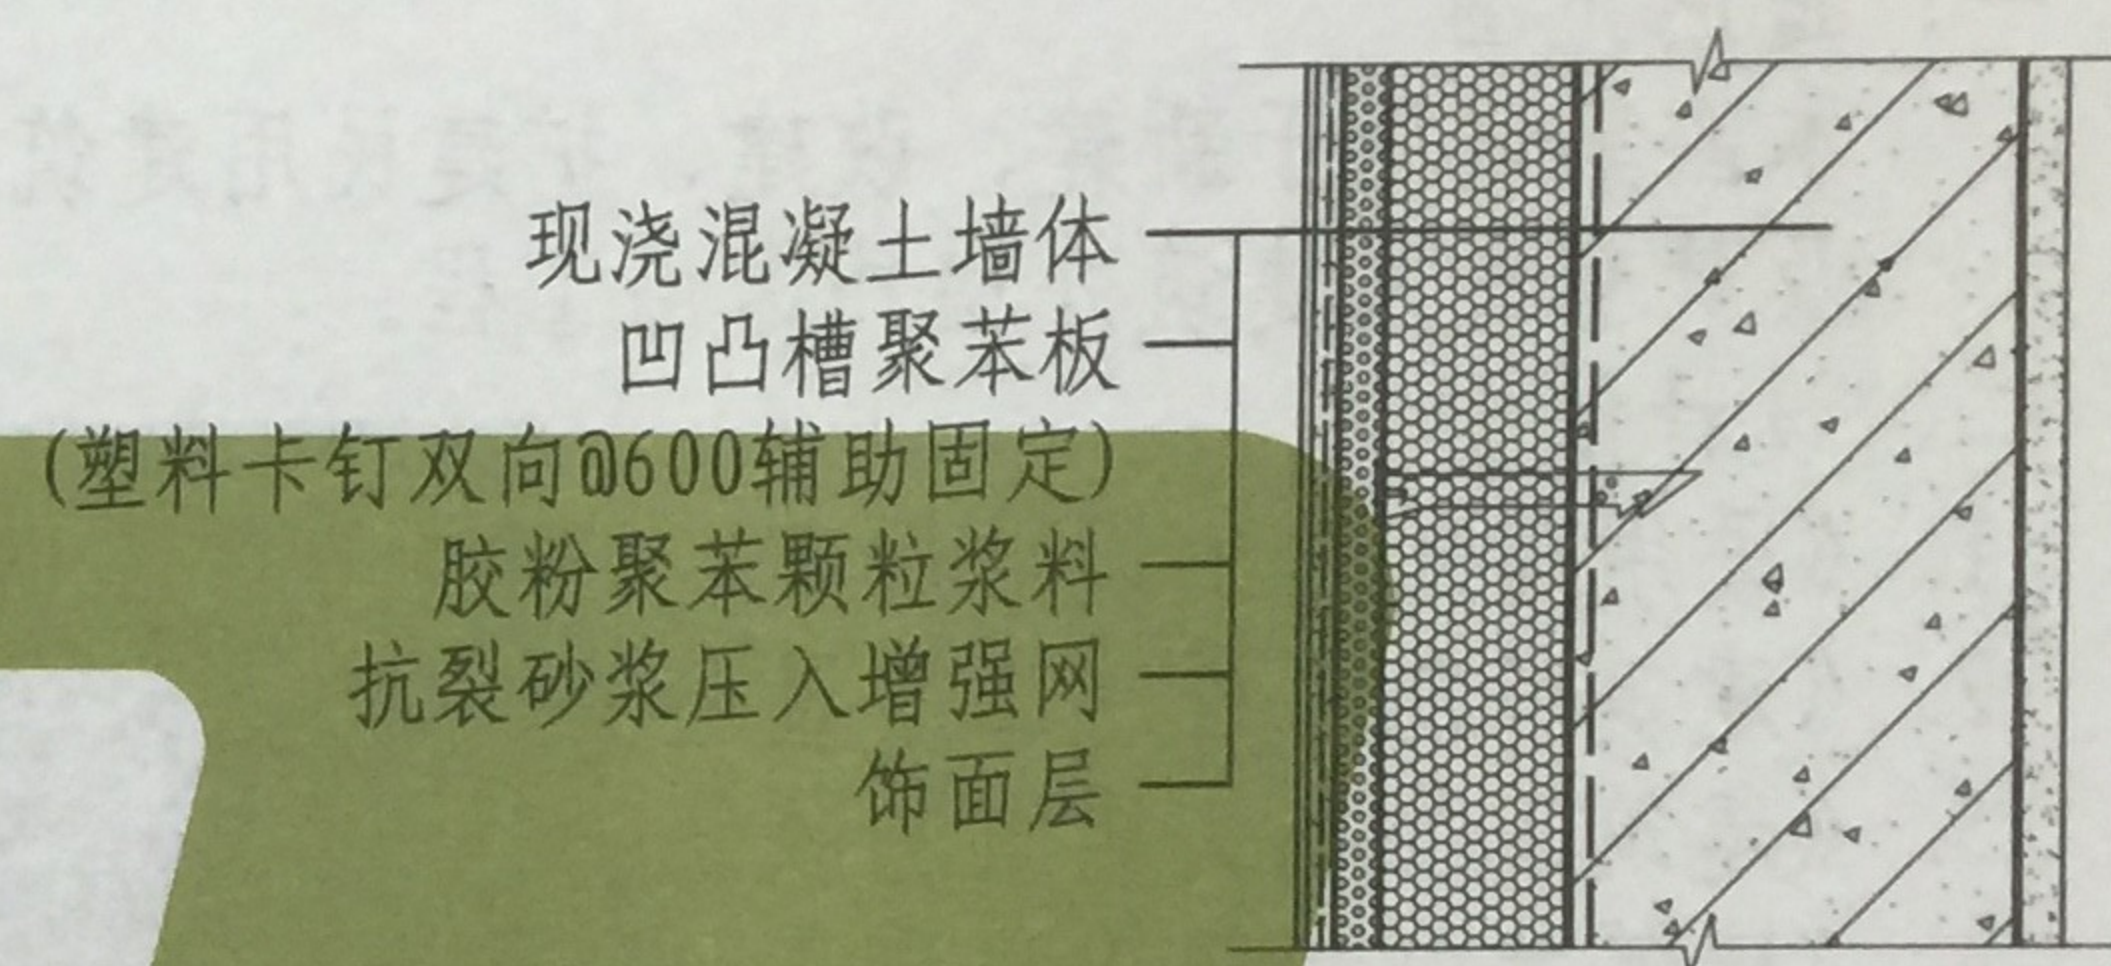 现浇混凝土墙体
凹凸槽聚苯板
(塑料卡钉双向@600辅助固定)
胶粉聚苯颗粒浆料
抗裂砂浆压入增强网
饰面层